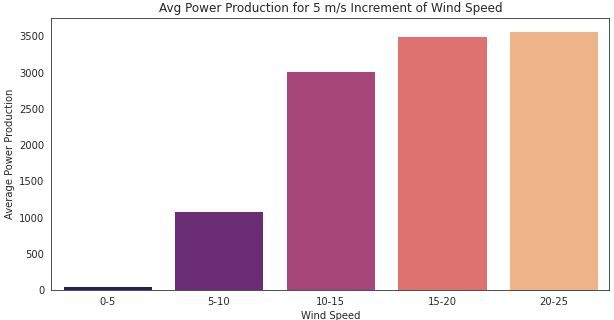 Avg Power Production for 5 m/s Increment of Wind Speed
Average Power Production
3500
3000
2500
2000
1500
1000
500
0
0-5 5-10 10-15 15-20 20-25
Wind Speed